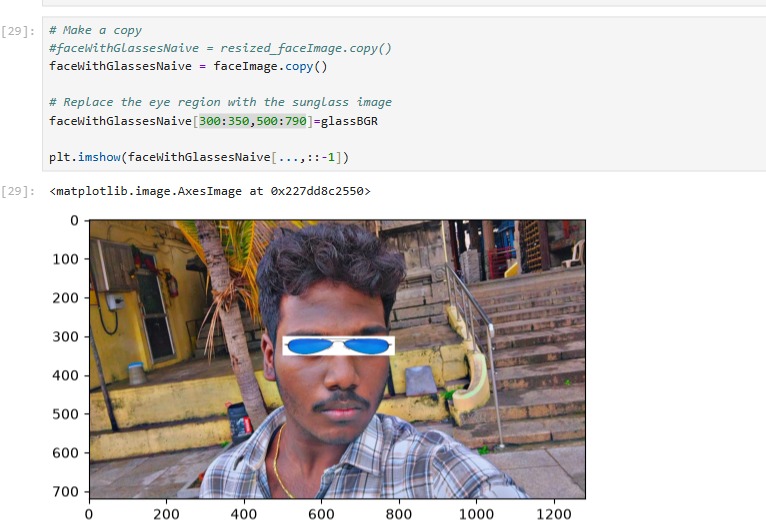 [29]:
# Make a copy
#faceWithGlassesNaive = resized_faceImage.copy()
faceWithGlassesNaive = faceImage.copy()
# Replace the eye region with the sunglass image
faceWithGlassesNaive[300:350,500:790]=glassBGR
plt.imshow(faceWithGlassesNaive[...,::-1])
[29]: <matplotlib.image.AxesImage at 0x227dd8c2550>
0
100
200
300
400
500
600
700
0 200 400 600 800 1000 1200